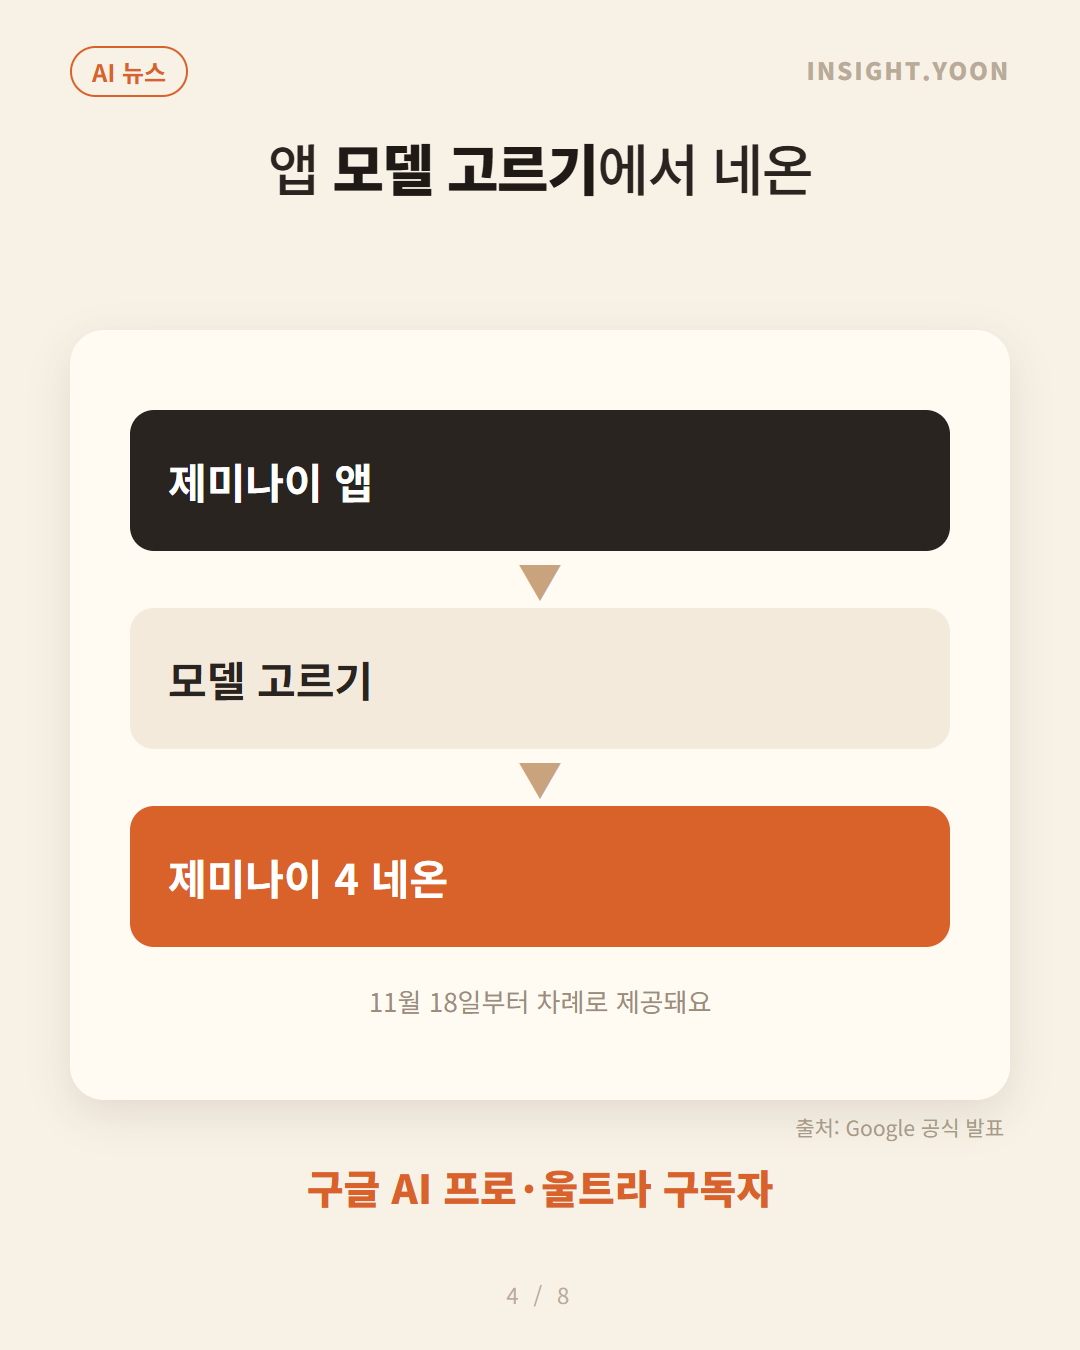 AI 뉴스
INSIGHT.YOON
앱 모델 고르기에서 네온
제미나이 앱
모델 고르기
제미나이 4 네온
11월 18일부터 차례로 제공돼요
출처: Google 공식 발표
구글 AI 프로·울트라 구독자
4 / 8